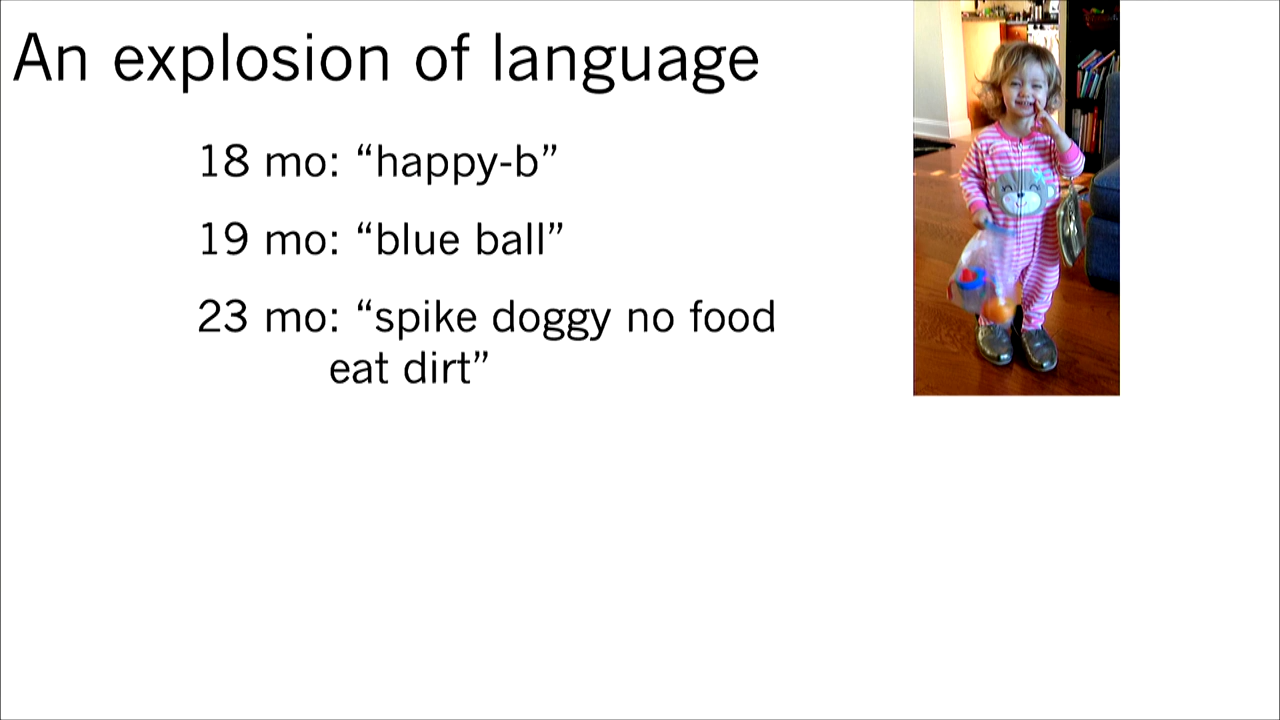 An explosion of language
18 mo: “happy-b”
19 mo: “blue ball”
23 mo: “spike doggy no food
eat dirt”